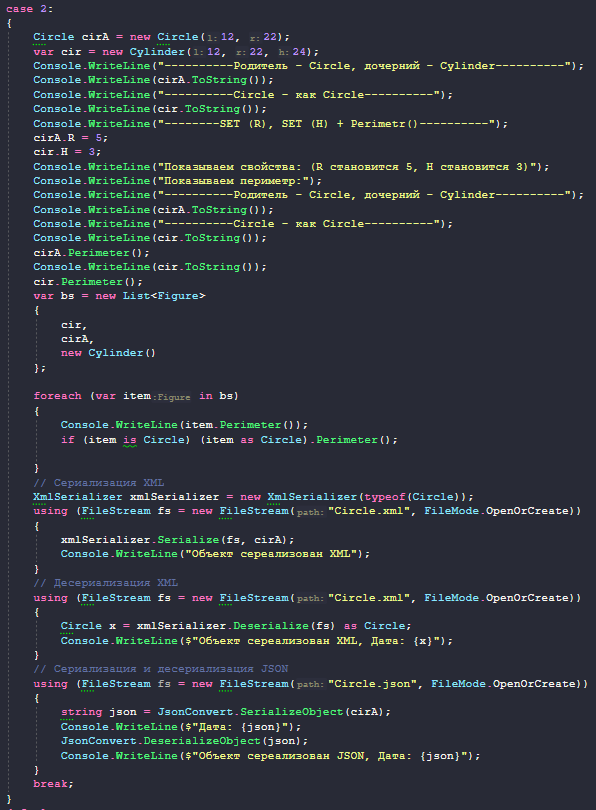 case 2:
{
Circle cirA = new Circle(l: 12, r: 22);
var cir = new Cylinder(l: 12, r: 22, h: 24);
Console.WriteLine("----------Родитель - Circle, дочерний - Cylinder----------");
Console.WriteLine(cirA.ToString());
Console.WriteLine("----------Circle - как Circle----------");
Console.WriteLine(cir.ToString());
Console.WriteLine("--------SET (R), SET (H) + Perimetr()----------");
cirA.R = 5;
cir.H = 3;
Console.WriteLine("Показываем свойства: (R становится 5, H становится 3)");
Console.WriteLine("Показываем периметр:");
Console.WriteLine("----------Родитель - Circle, дочерний - Cylinder----------");
Console.WriteLine(cirA.ToString());
Console.WriteLine("----------Circle - как Circle----------");
Console.WriteLine(cir.ToString());
cirA.Perimeter();
Console.WriteLine(cir.ToString());
cir.Perimeter();
var bs = new List<Figure>
{
cir,
cirA,
new Cylinder()
};
foreach (var item :Figure in bs)
{
Console.WriteLine(item.Perimeter());
if (item is Circle) (item as Circle).Perimeter();
}
// Сериализация XML
XmlSerializer xmlSerializer = new XmlSerializer(typeof(Circle));
using (FileStream fs = new FileStream(path: "Circle.xml", FileMode.OpenOrCreate))
{
xmlSerializer.Serialize(fs, cirA);
Console.WriteLine("Объект сереализован XML");
}
// Десериализация XML
using (FileStream fs = new FileStream(path: "Circle.xml", FileMode.OpenOrCreate))
{
Circle x = xmlSerializer.Deserialize(fs) as Circle;
Console.WriteLine($"Объект сереализован XML, Дата: {x}");
}
// Сериализация и десериализация JSON
using (FileStream fs = new FileStream(path: "Circle.json", FileMode.OpenOrCreate))
{
string json = JsonConvert.SerializeObject(cirA);
Console.WriteLine($"Дата: {json}");
JsonConvert.DeserializeObject(json);
Console.WriteLine($"Объект сереализован JSON, Дата: {json}");
}
break;
}